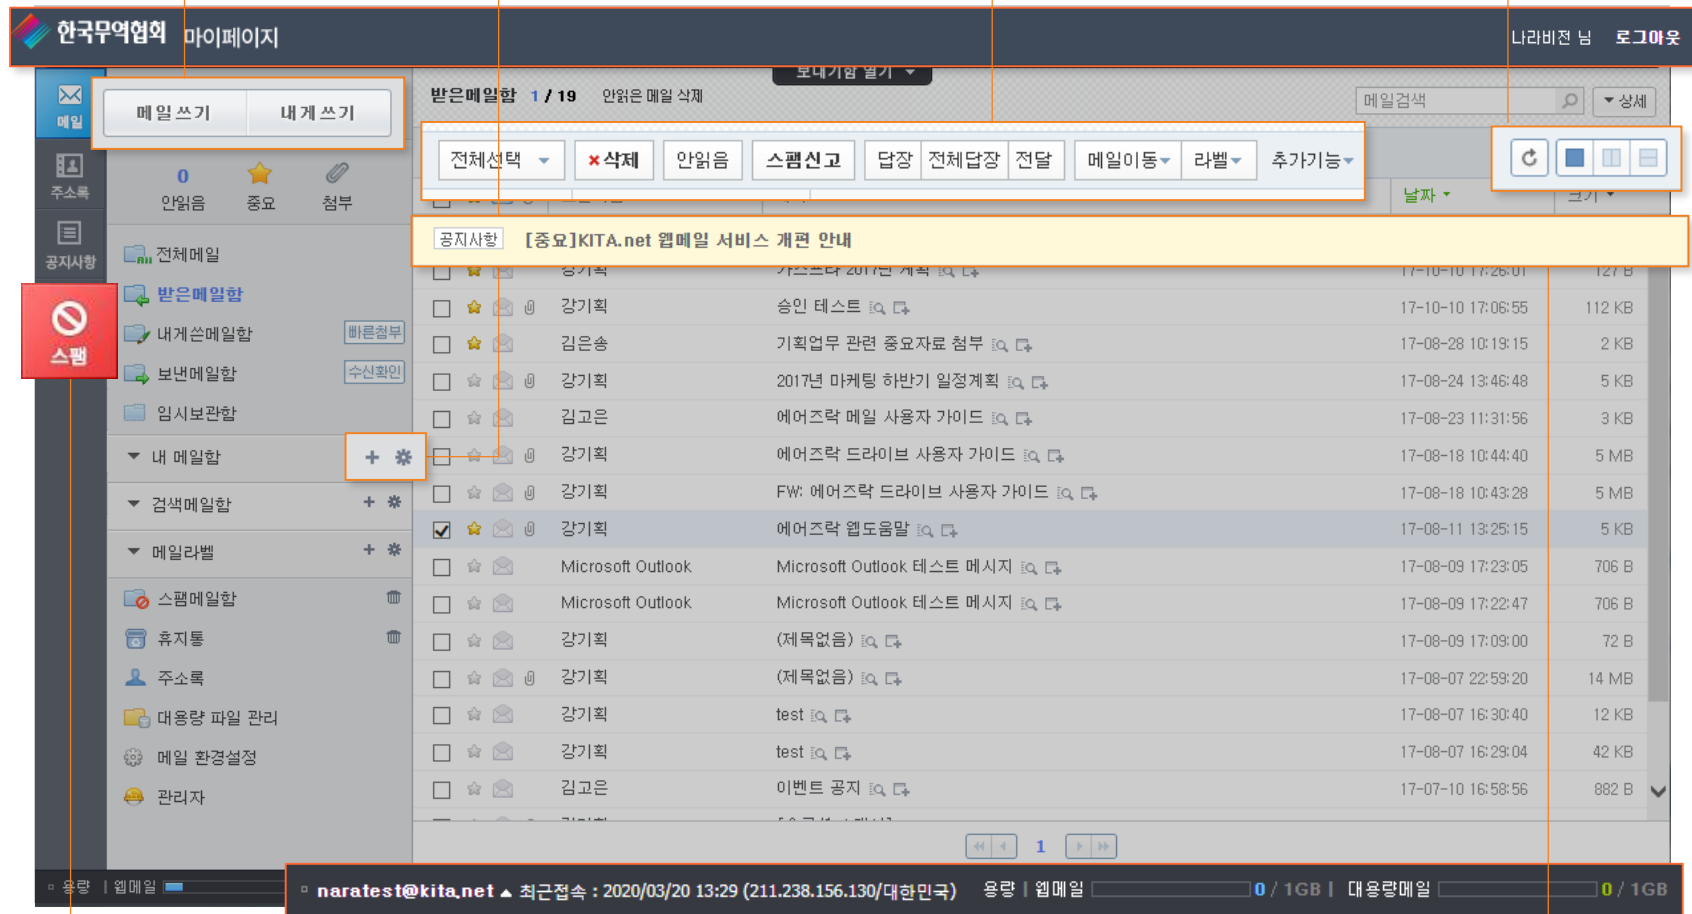 한국무역협회 마이페이지 나라비전 님 로그아웃
메일
메일쓰기 내게쓰기
보내기함 열기
받은메일함 1 / 19 안읽은 메일 삭제
메일검색 상세
전체선택 삭제 안읽음 스팸신고 답장 전체답장 전달 메일이동 라벨 추가기능
주소록
0
안읽음 중요 첨부
날짜 크기
공지사항
공지사항 [중요]KITA.net 웹메일 서비스 개편 안내
스팸
전체메일
받은메일함
내게쓴메일함 빠른첨부
보낸메일함 수신확인
임시보관함
내 메일함
검색메일함
메일라벨
스팸메일함
휴지통
주소록
대용량 파일 관리
메일 환경설정
관리자
강기획 2017년 계획 17-10-10 17:26:01 127 B
강기획 승인 테스트 17-10-10 17:06:55 112 KB
김은송 기획업무 관련 중요자료 첨부 17-08-28 10:19:15 2 KB
강기획 2017년 마케팅 하반기 일정계획 17-08-24 13:46:48 5 KB
김고은 에어즈락 메일 사용자 가이드 17-08-23 11:31:56 3 KB
강기획 에어즈락 드라이브 사용자 가이드 17-08-18 10:44:40 5 MB
강기획 FW: 에어즈락 드라이브 사용자 가이드 17-08-18 10:43:28 5 MB
강기획 에어즈락 웹도움말 17-08-11 13:25:15 5 KB
Microsoft Outlook Microsoft Outlook 테스트 메시지 17-08-09 17:23:05 706 B
Microsoft Outlook Microsoft Outlook 테스트 메시지 17-08-09 17:22:47 706 B
강기획 (제목없음) 17-08-09 17:09:00 72 B
강기획 (제목없음) 17-08-07 22:59:20 14 MB
강기획 test 17-08-07 16:30:40 12 KB
강기획 test 17-08-07 16:29:04 42 KB
김고은 이벤트 공지 17-07-10 16:58:56 882 B
1
용량 | 웹메일
naratest@kita.net 최근접속 : 2020/03/20 13:29 (211.238.156.130/대한민국) 용량 | 웹메일 0 / 1GB | 대용량메일 0 / 1GB